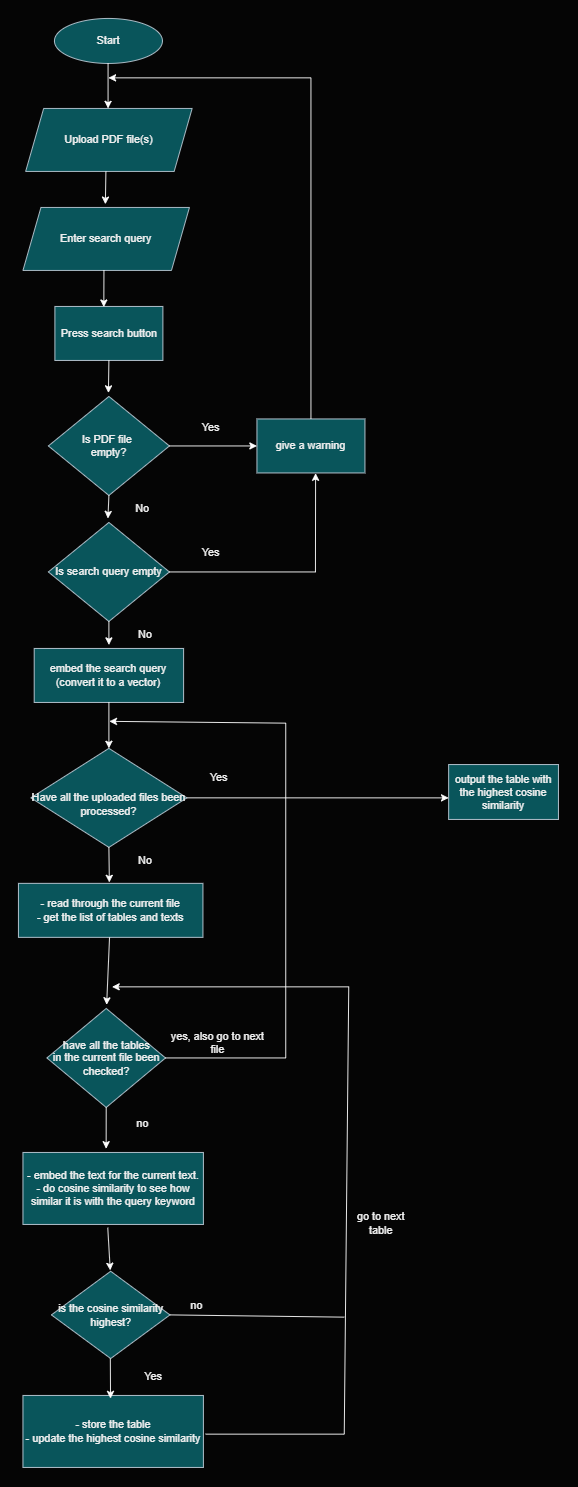 Start
Upload PDF file(s)
Enter search query
Press search button
Is PDF file
empty?
Yes
give a warning
No
Is search query empty
Yes
No
embed the search query
(convert it to a vector)
Have all the uploaded files been
processed?
Yes
output the table with
the highest cosine
similarity
No
- read through the current file
- get the list of tables and texts
have all the tables
in the current file been
checked?
yes, also go to next
file
no
- embed the text for the current text.
- do cosine similarity to see how
similar it is with the query keyword
go to next
table
is the cosine similarity
highest?
no
Yes
- store the table
- update the highest cosine similarity